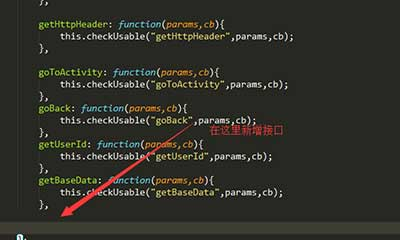 getHttpHeader: function(params,cb){
this.checkUsable("getHttpHeader",params,cb);
},
goToActivity: function(params,cb){
this.checkUsable("goToActivity",params,cb);
},
goBack: function(params,cb){
this.checkUsable("goBack",params,cb);
},
在这里新增接口
getUserId: function(params,cb){
this.checkUsable("getUserId",params,cb);
},
getBaseData: function(params,cb){
this.checkUsable("getBaseData",params,cb);
},
};